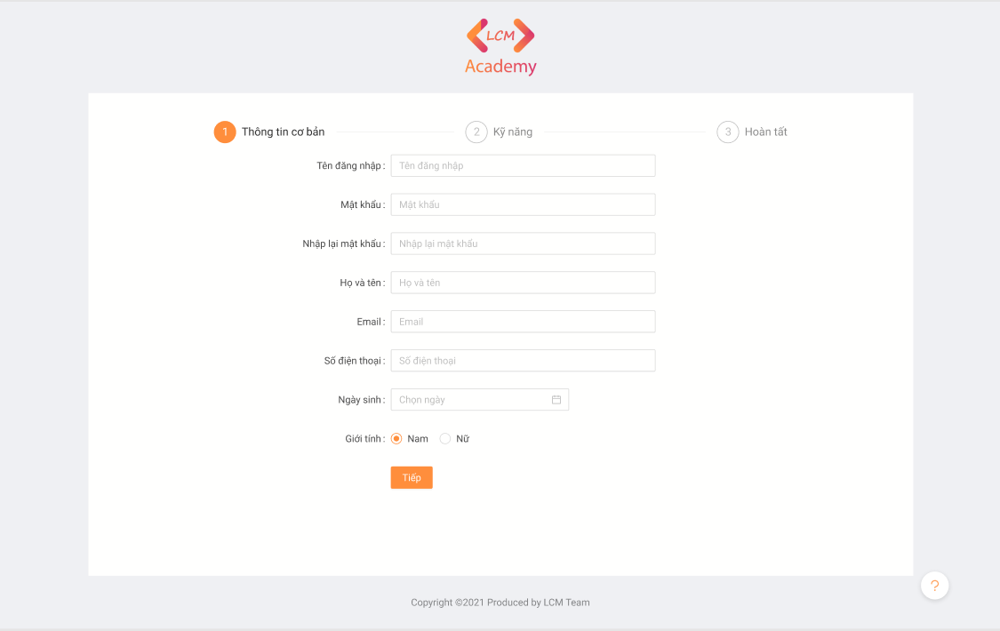 LCM
Academy
1 Thông tin cơ bản 2 Kỹ năng 3 Hoàn tất
Tên đăng nhập : Tên đăng nhập
Mật khẩu : Mật khẩu
Nhập lại mật khẩu : Nhập lại mật khẩu
Họ và tên : Họ và tên
Email : Email
Số điện thoại : Số điện thoại
Ngày sinh : Chọn ngày
Giới tính : Nam Nữ
Tiếp
?
Copyright ©2021 Produced by LCM Team